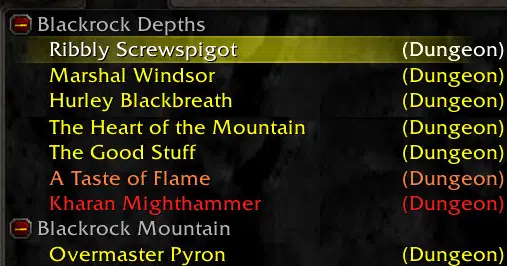 Blackrock Depths
Ribbly Screwspigot (Dungeon)
Marshal Windsor (Dungeon)
Hurley Blackbreath (Dungeon)
The Heart of the Mountain (Dungeon)
The Good Stuff (Dungeon)
A Taste of Flame (Dungeon)
Kharan Mighthammer (Dungeon)
Blackrock Mountain
Overmaster Pyron (Dungeon)